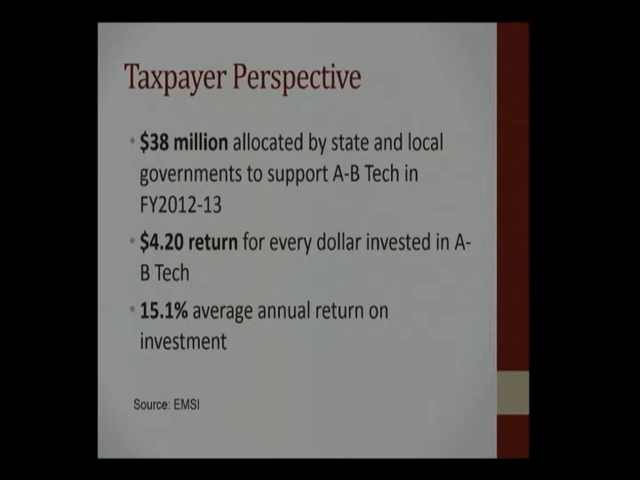 Taxpayer Perspective
$38 million allocated by state and local
governments to support A-B Tech in
FY2012-13
$4.20 return for every dollar invested in A-
B Tech
15.1% average annual return on
investment
Source: EMSI